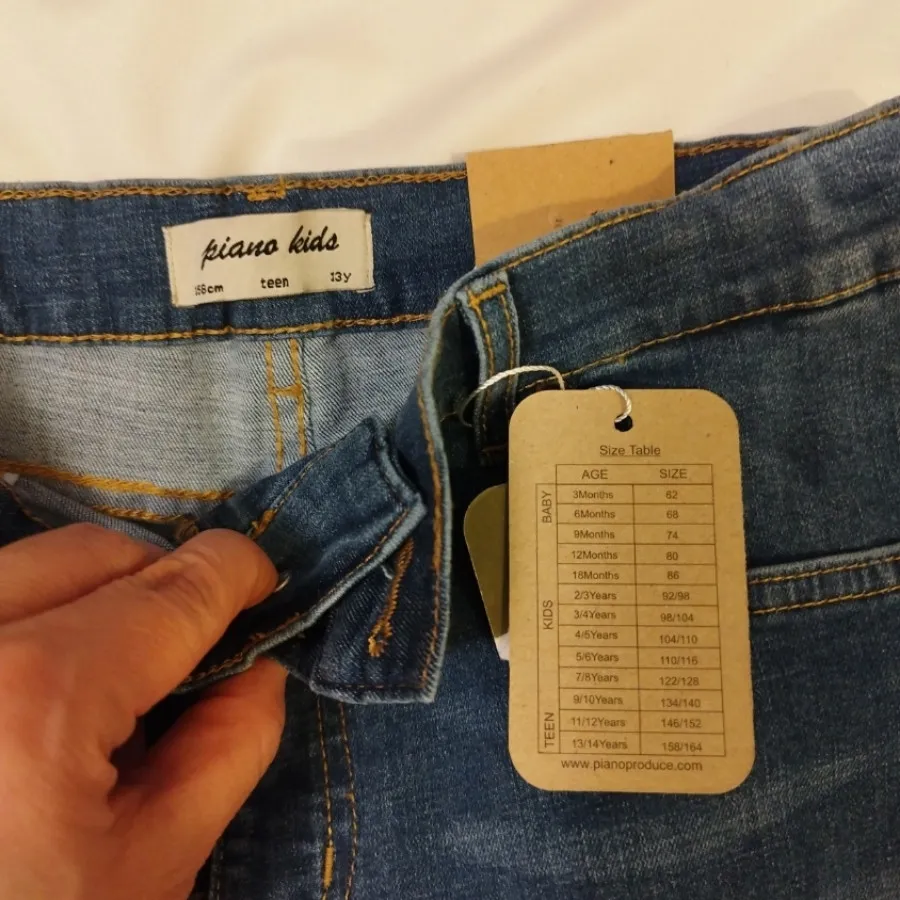 piano kids
158cm teen 13y
Size Table
AGE SIZE
BABY
3Months 62
6Months 68
9Months 74
12Months 80
18Months 86
KIDS
2/3Years 92/98
3/4Years 98/104
4/5Years 104/110
5/6Years 110/116
7/8Years 122/128
TEEN
9/10Years 134/140
11/12Years 146/152
13/14Years 158/164
www.pianoproduce.com